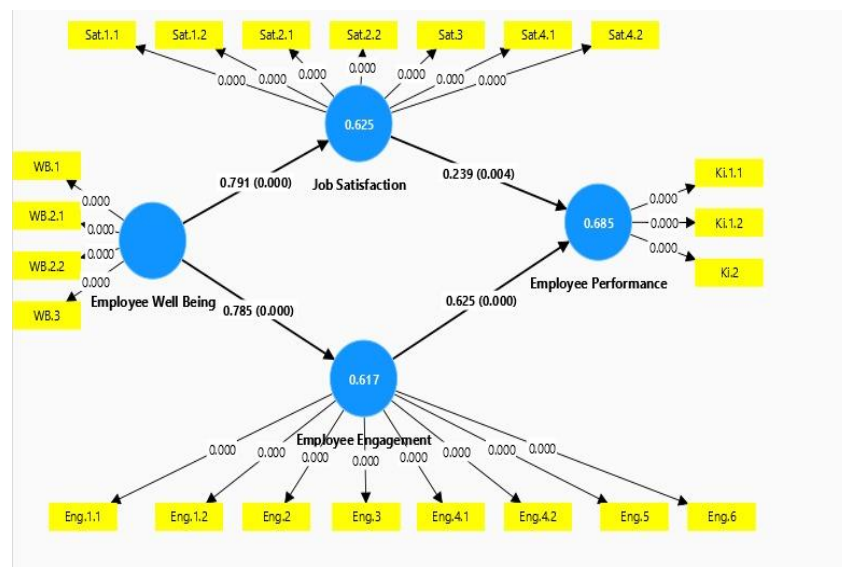 Sat.1.1 Sat.1.2 Sat.2.1 Sat.2.2 Sat.3 Sat.4.1 Sat.4.2
0.000 0.000 0.000 0.000 0.000 0.000 0.000
0.625
Job Satisfaction
WB.1
WB.2.1
WB.2.2
WB.3
0.000
0.000
0.000
0.000
Employee Well Being
0.791 (0.000)
0.785 (0.000)
0.239 (0.004)
0.625 (0.000)
0.685
Employee Performance
0.000
0.000
0.000
Ki.1.1
Ki.1.2
Ki.2
0.617
Employee Engagement
0.000 0.000 0.000 0.000 0.000 0.000 0.000 0.000
Eng.1.1 Eng.1.2 Eng.2 Eng.3 Eng.4.1 Eng.4.2 Eng.5 Eng.6